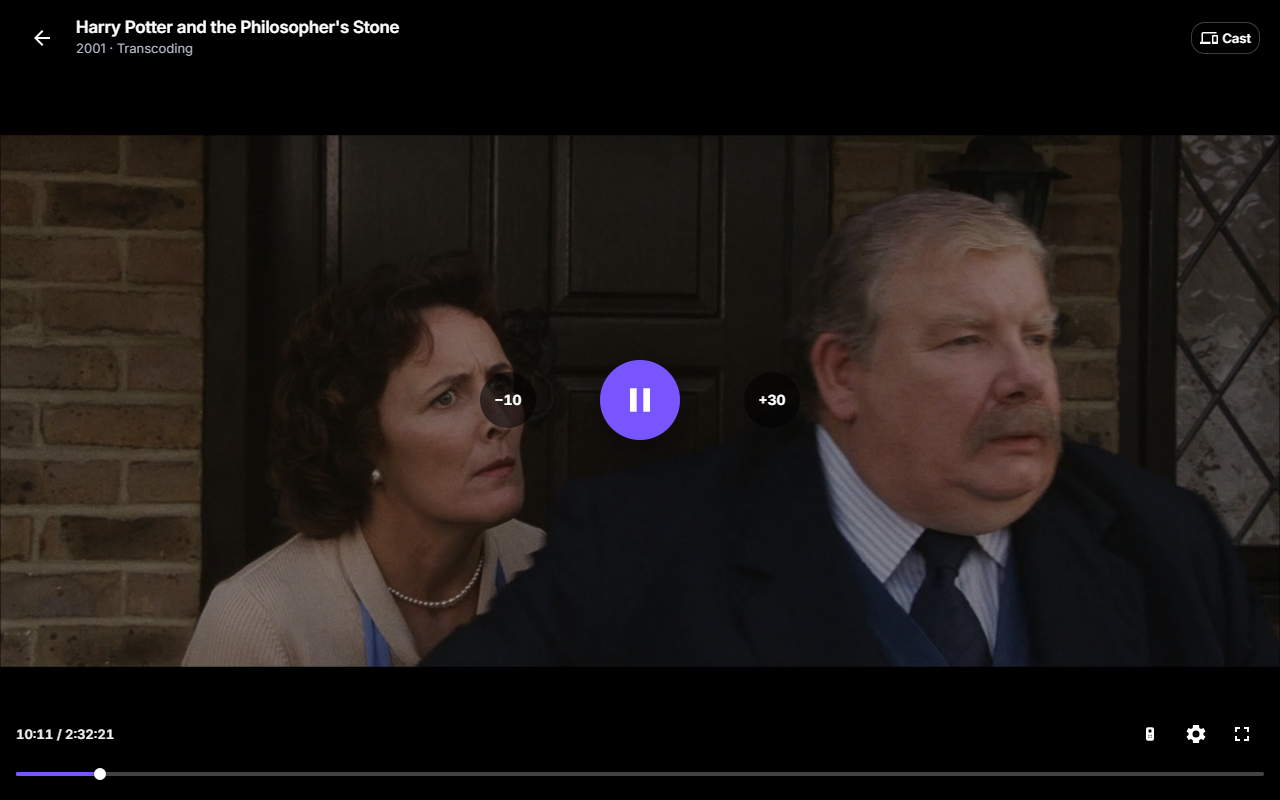 Harry Potter and the Philosopher's Stone
2001 · Transcoding
Cast
−10
+30
10:11 / 2:32:21